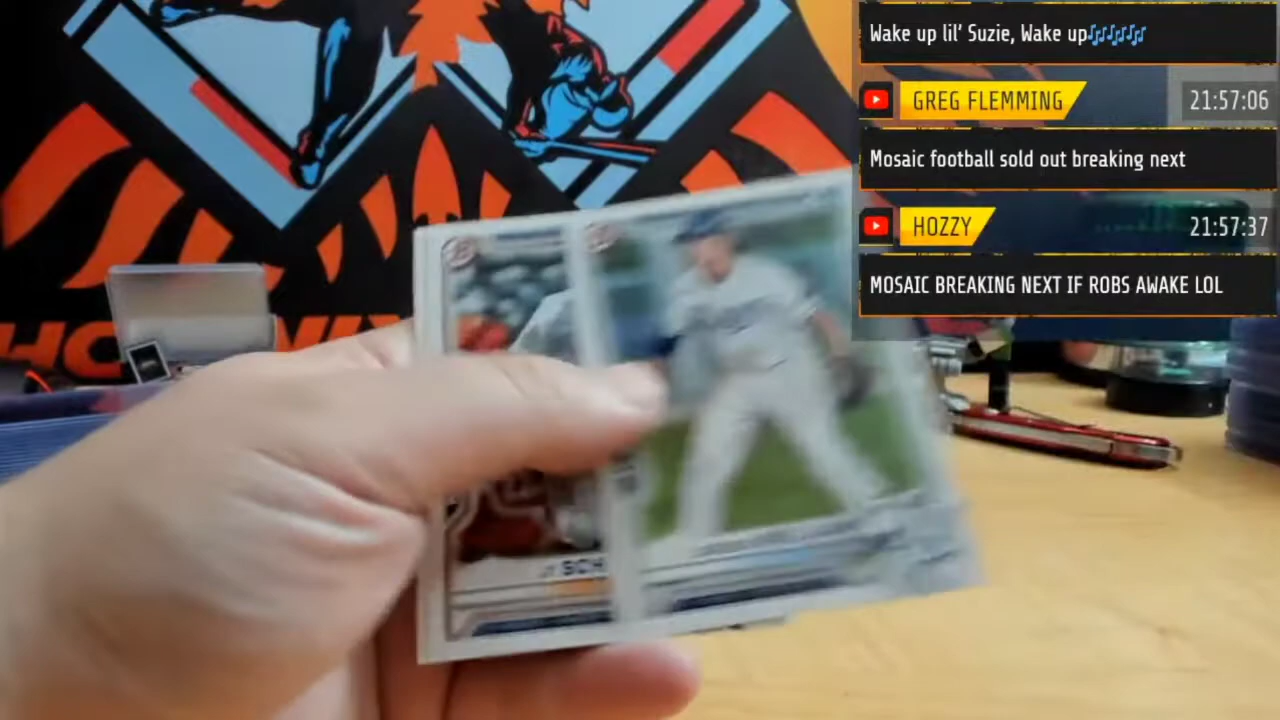 Wake up lil' Suzie, Wake up🎶🎶🎶
GREG FLEMMING
21:57:06
Mosaic football sold out breaking next
HOZZY
21:57:37
MOSAIC BREAKING NEXT IF ROBS AWAKE LOL
SCH